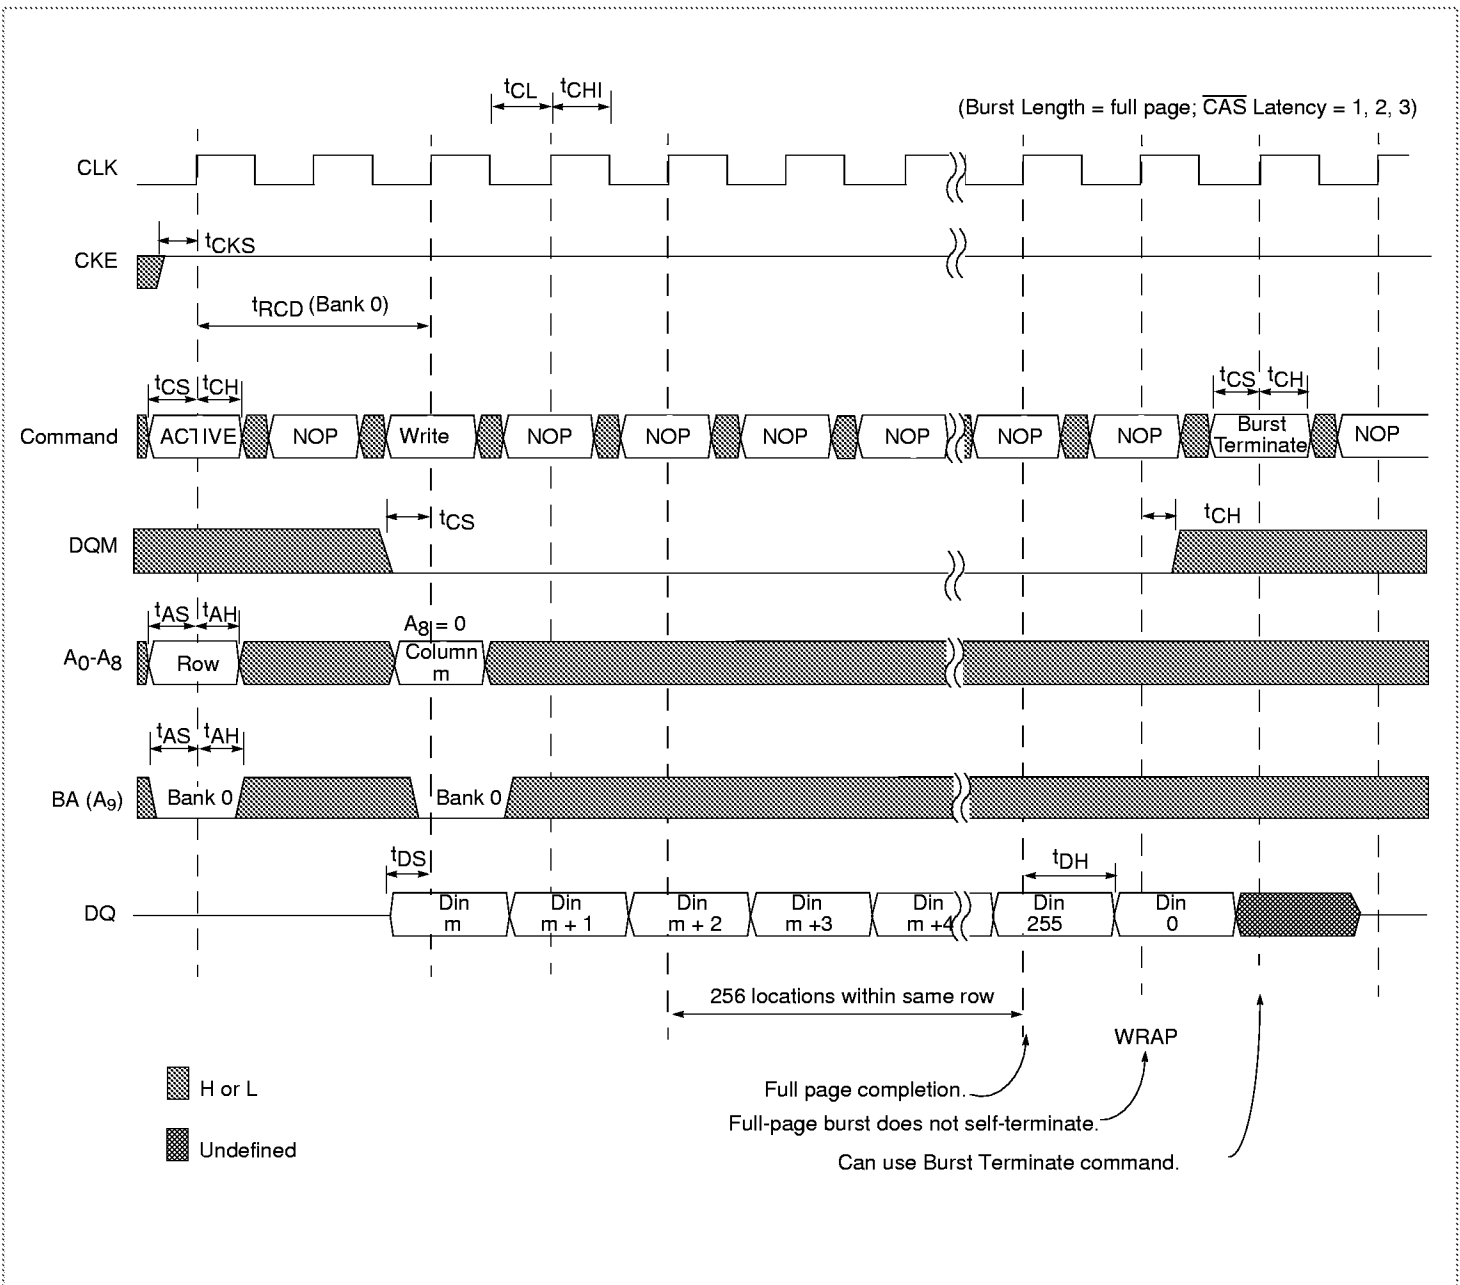 tCL tCHI
(Burst Length = full page; CAS Latency = 1, 2, 3)
CLK
tCKS
CKE
tRCD (Bank 0)
tCS tCH tCS tCH
Command ACTIVE NOP Write NOP NOP NOP NOP NOP NOP Burst Terminate NOP
tCS tCH
DQM
tAS tAH A8 = 0
A0-A8 Row Column m
tAS tAH
BA (A9) Bank 0 Bank 0
tDS tDH
DQ Din m Din m + 1 Din m + 2 Din m +3 Din m +4 Din 255 Din 0
256 locations within same row
WRAP
H or L
Full page completion.
Full-page burst does not self-terminate.
Undefined
Can use Burst Terminate command.